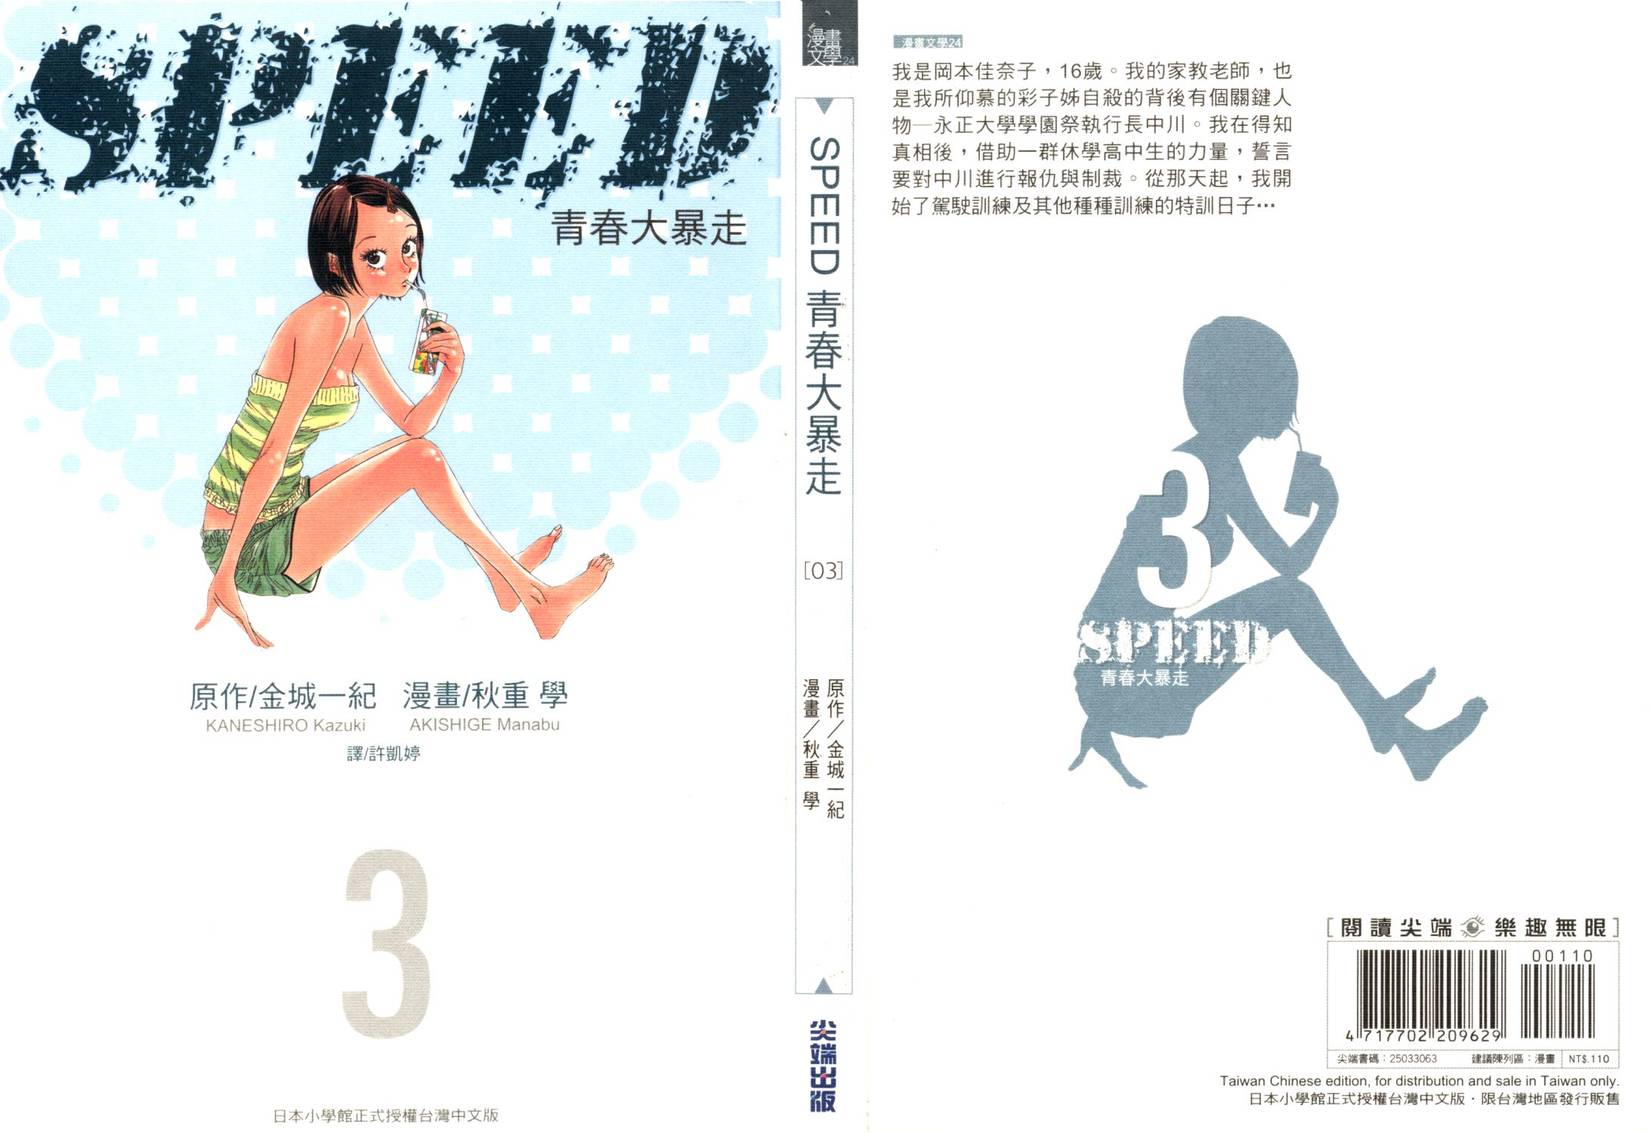 SPEED
青春大暴走
原作/金城一紀 漫畫/秋重 學
KANESHIRO Kazuki AKISHIGE Manabu
譯/許凱婷
3
日本小學館正式授權台灣中文版
漫畫文學24
SPEED 青春大暴走
[03]
原作／金城一紀
漫畫／秋重 學
尖端出版
漫畫文學24
我是岡本佳奈子，16歲。我的家教老師，也
是我所仰慕的彩子姊自殺的背後有個關鍵人
物─永正大學學園祭執行長中川。我在得知
真相後，借助一群休學高中生的力量，誓言
要對中川進行報仇與制裁。從那天起，我開
始了駕駛訓練及其他種種訓練的特訓日子…
3
SPEED
青春大暴走
[閱讀尖端 樂趣無限]
00110
4 717702 209629
尖端書碼：25033063 建議陳列區：漫畫 NT$.110
Taiwan Chinese edition, for distribution and sale in Taiwan only.
日本小學館正式授權台灣中文版‧限台灣地區發行販售